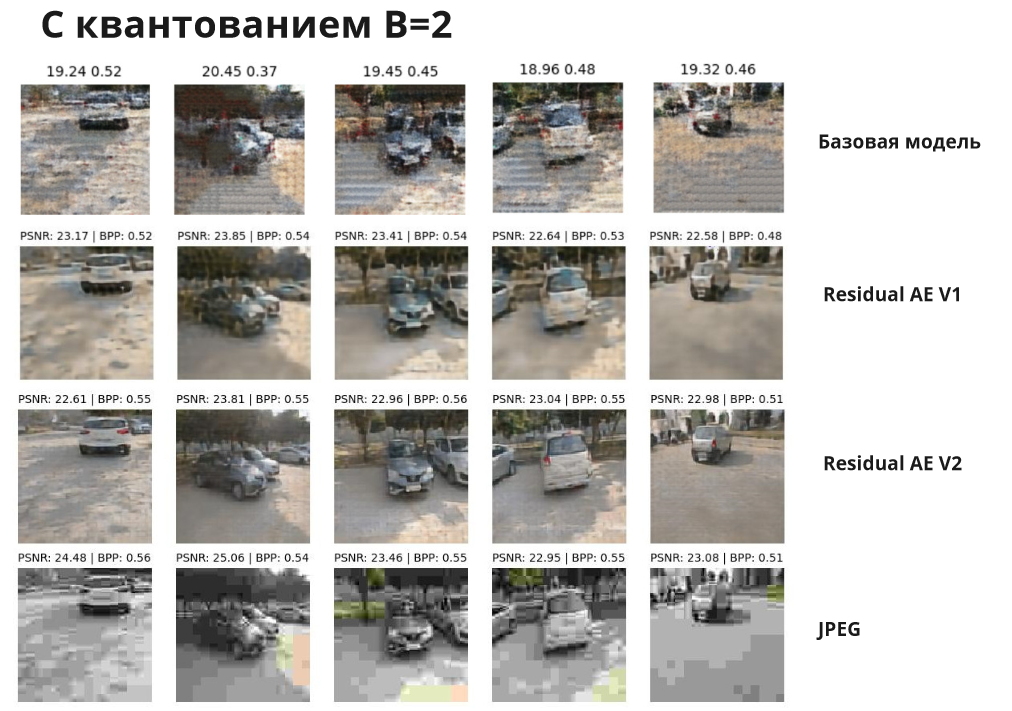 С квантованием B=2
19.24 0.52 20.45 0.37 19.45 0.45 18.96 0.48 19.32 0.46
Базовая модель
PSNR: 23.17 | BPP: 0.52 PSNR: 23.85 | BPP: 0.54 PSNR: 23.41 | BPP: 0.54 PSNR: 22.64 | BPP: 0.53 PSNR: 22.58 | BPP: 0.48
Residual AE V1
PSNR: 22.61 | BPP: 0.55 PSNR: 23.81 | BPP: 0.55 PSNR: 22.96 | BPP: 0.56 PSNR: 23.04 | BPP: 0.55 PSNR: 22.98 | BPP: 0.51
Residual AE V2
PSNR: 24.48 | BPP: 0.56 PSNR: 25.06 | BPP: 0.54 PSNR: 23.46 | BPP: 0.55 PSNR: 22.95 | BPP: 0.55 PSNR: 23.08 | BPP: 0.51
JPEG